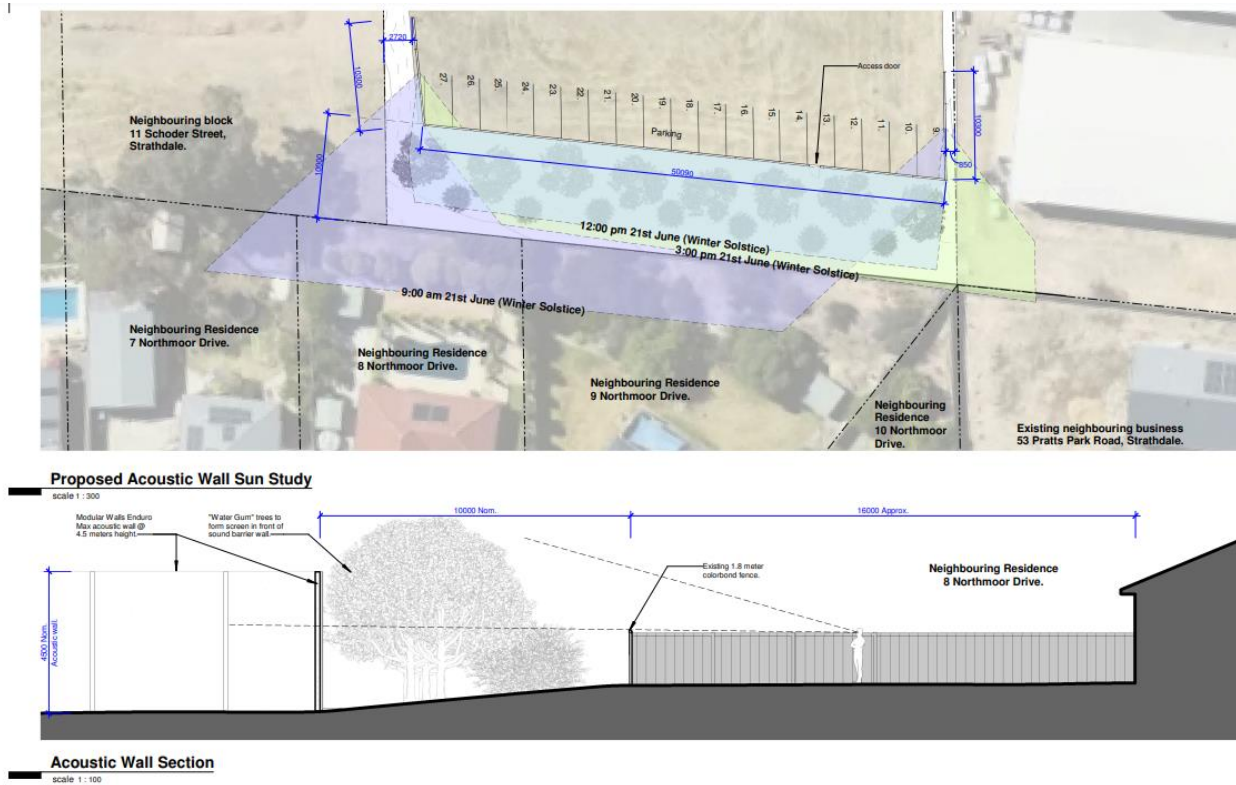 2720
10300
10000
Neighbouring block
11 Schoder Street,
Strathdale.
27.
26.
25.
24.
23.
22.
21.
20.
19.
18.
17.
16.
15.
14.
13.
12.
11.
10.
9.
Access door
Parking
50090
10300
850
12:00 pm 21st June (Winter Solstice)
3:00 pm 21st June (Winter Solstice)
9:00 am 21st June (Winter Solstice)
Neighbouring Residence
7 Northmoor Drive.
Neighbouring Residence
8 Northmoor Drive.
Neighbouring Residence
9 Northmoor Drive.
Neighbouring
Residence
10 Northmoor
Drive.
Existing neighbouring business
53 Pratts Park Road, Strathdale.
Proposed Acoustic Wall Sun Study
scale 1 : 300
Modular Walls Enduro
Max acoustic wall @
4.5 meters height.
"Water Gum" trees to
form screen in front of
sound barrier wall.
10000 Nom.
16000 Approx.
Existing 1.8 meter
colorbond fence.
Neighbouring Residence
8 Northmoor Drive.
4500 Nom.
Acoustic wall.
Acoustic Wall Section
scale 1 : 100